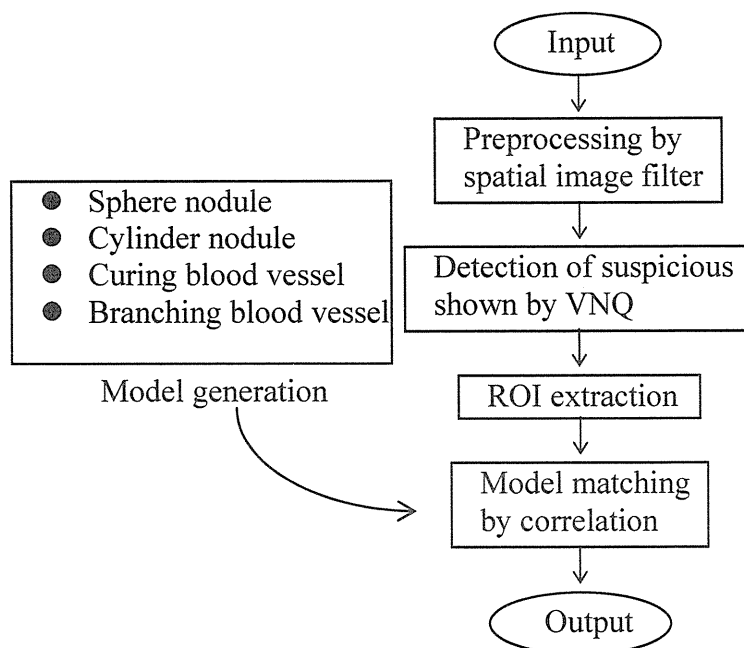 Input
Preprocessing by
spatial image filter
Sphere nodule
Cylinder nodule
Curing blood vessel
Branching blood vessel
Model generation
Detection of suspicious
shown by VNQ
ROI extraction
Model matching
by correlation
Output